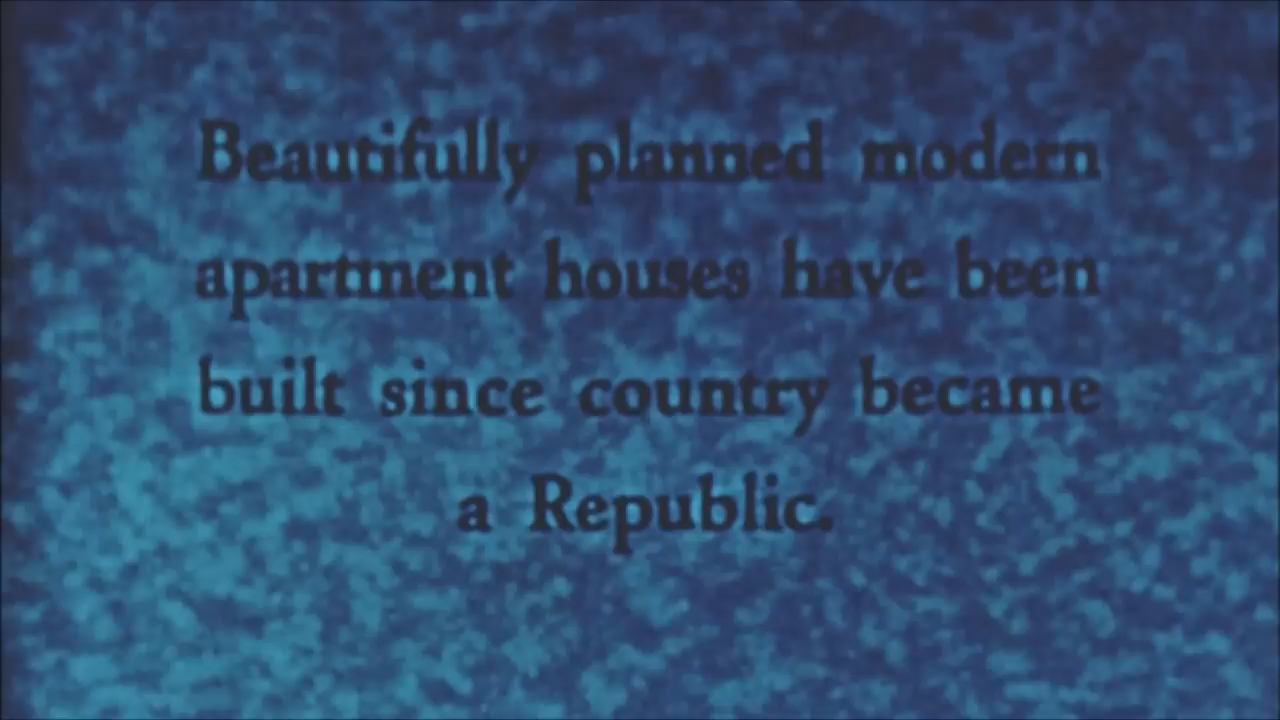 Beautifully planned modern
apartment houses have been
built since country became
a Republic.